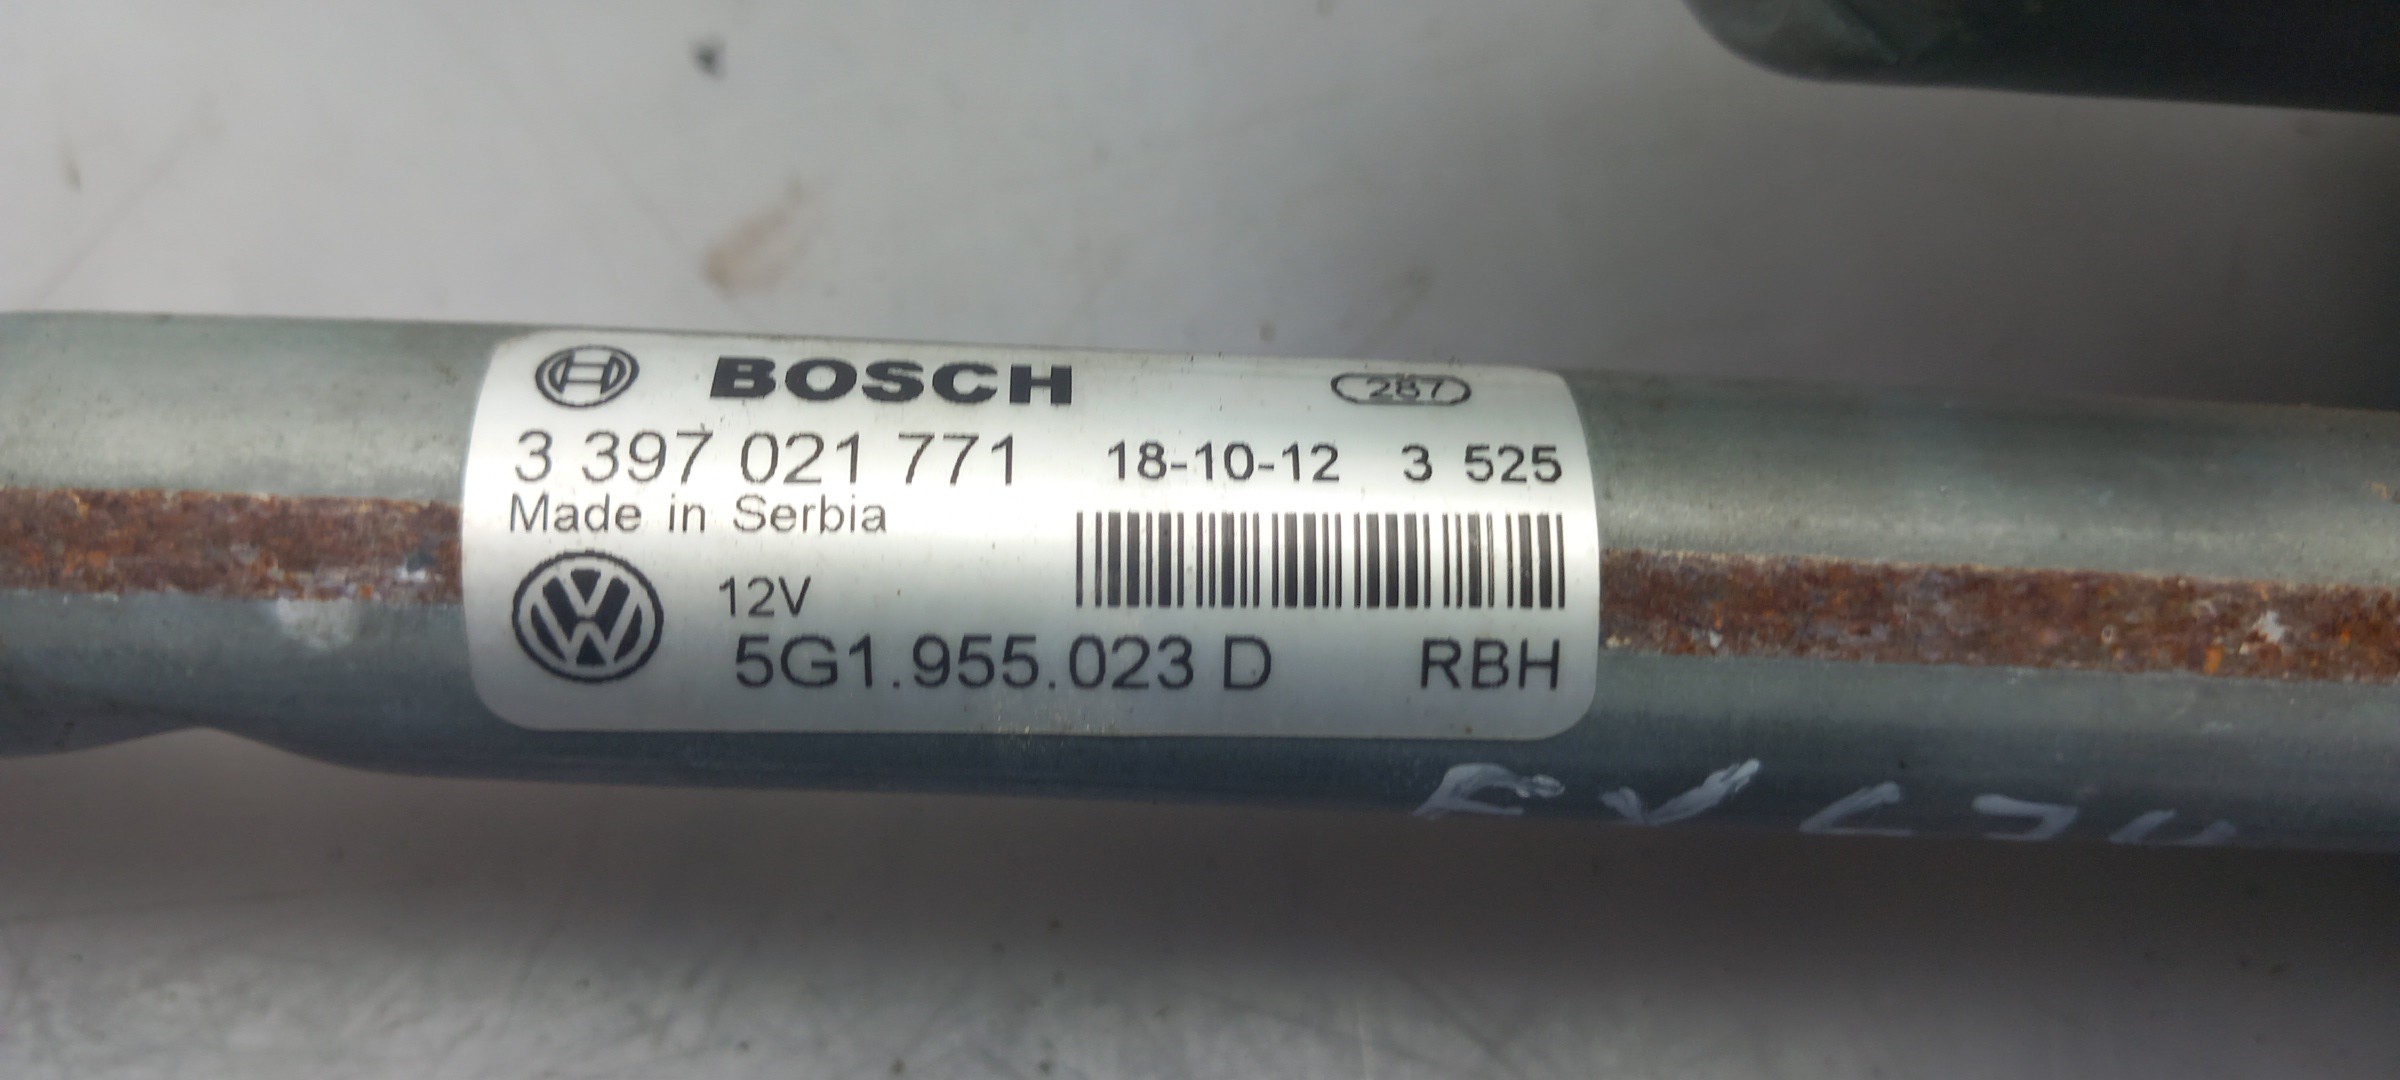 BOSCH 287
3 397 021 771 18-10-12 3 525
Made in Serbia
12V
5G1.955.023 D RBH